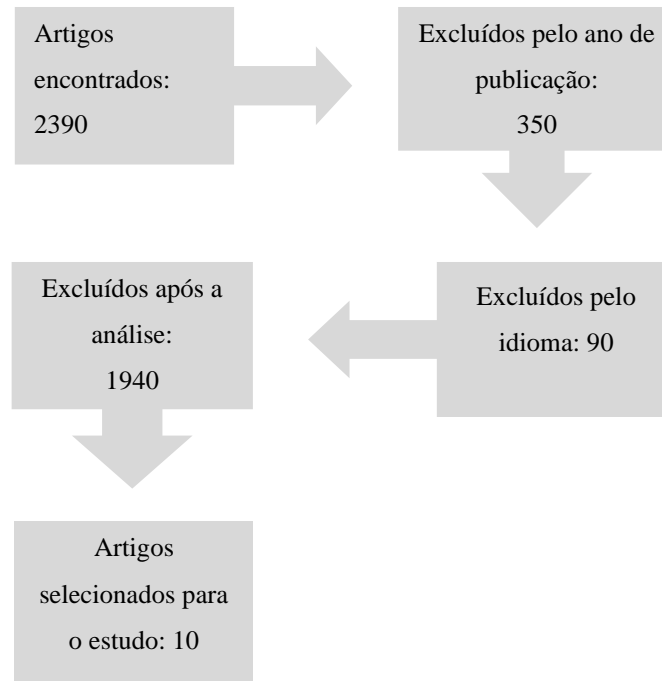 Artigos
encontrados:
2390
Excluídos pelo ano de
publicação:
350
Excluídos pelo
idioma: 90
Excluídos após a
análise:
1940
Artigos
selecionados para
o estudo: 10